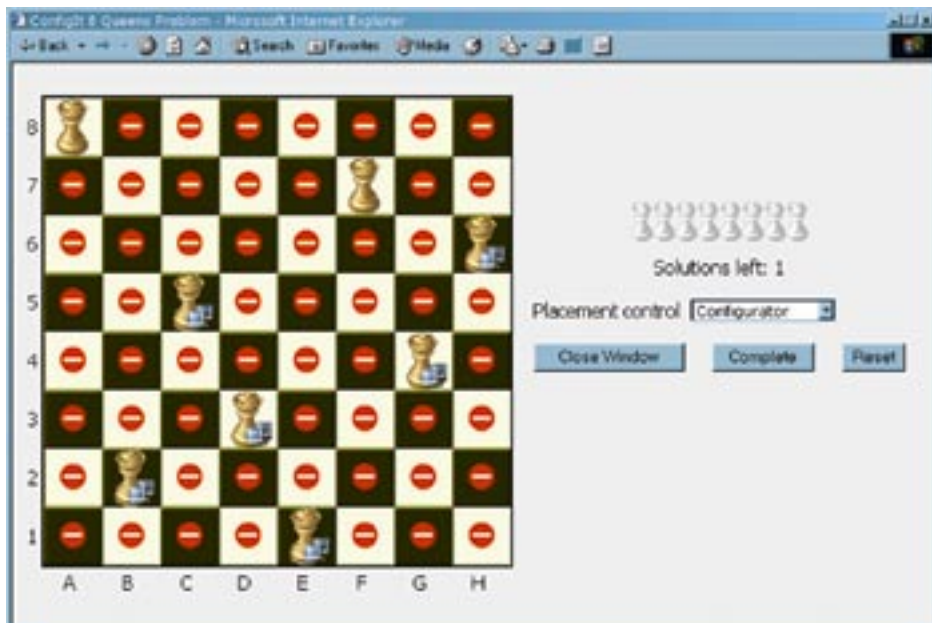 ConfigIt 8 Queens Problem - Microsoft Internet Explorer
Back Search Favorites Media
8
7
6
Solutions left: 1
5
Placement control Configurator
4
Close Window Complete Reset
3
2
1
A B C D E F G H